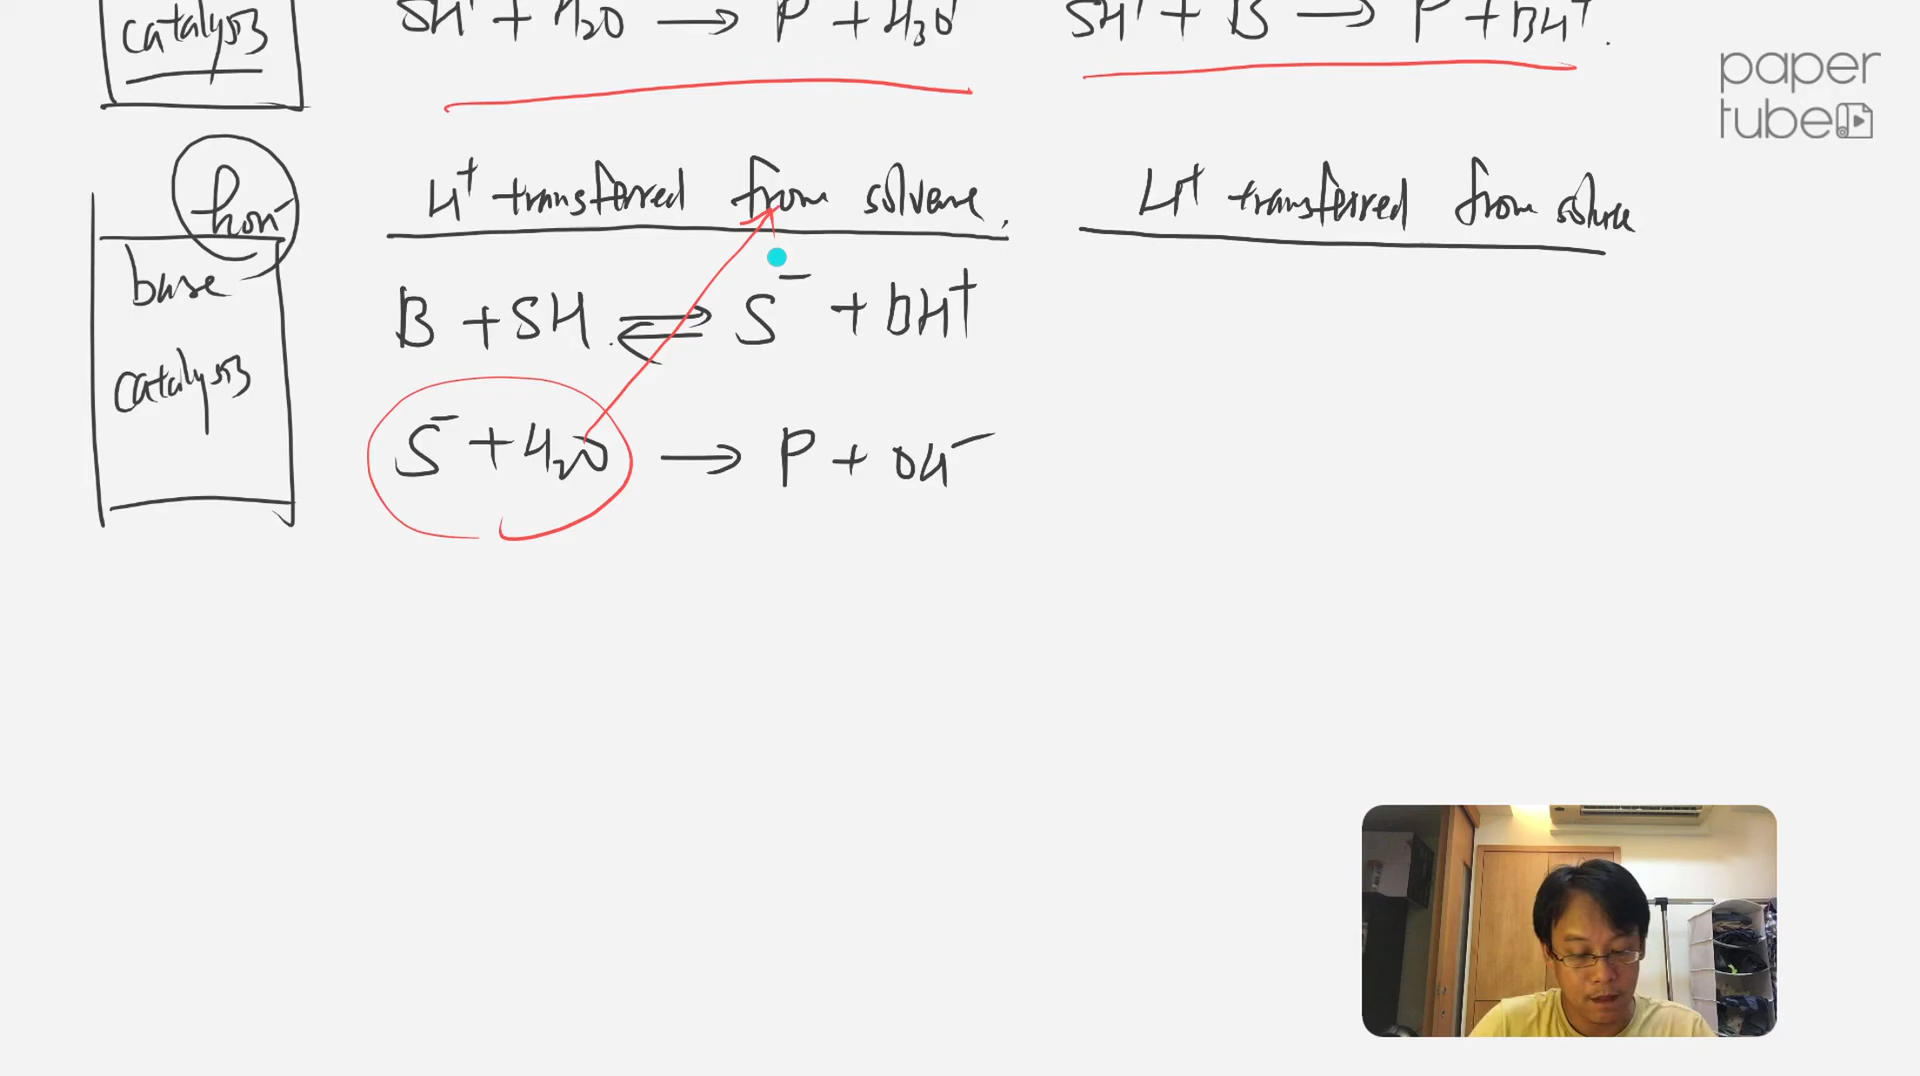 catalysis
SH⁺ + H₂O → P + H₃O⁺
SH⁺ + B → P + BH⁺.
paper
tube
H⁺ transferred from solvent.
H⁺ transferred from solute
base
catalysis
B + SH ⇌ S⁻ + BH⁺
S⁻ + H₂O → P + OH⁻